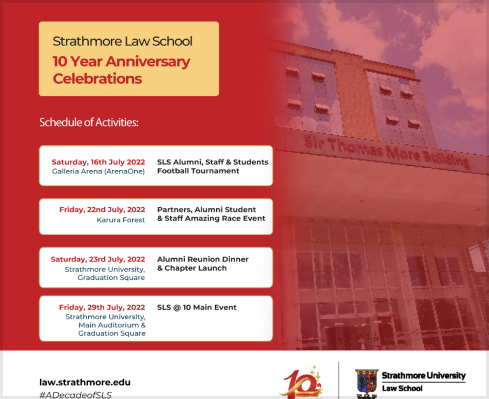 Strathmore Law School
10 Year Anniversary
Celebrations
Schedule of Activities:
Saturday, 16th July 2022
Galleria Arena (ArenaOne)
SLS Alumni, Staff & Students
Football Tournament
Friday, 22nd July, 2022
Karura Forest
Partners, Alumni Student
& Staff Amazing Race Event
Saturday, 23rd July, 2022
Strathmore University,
Graduation Square
Alumni Reunion Dinner
& Chapter Launch
Friday, 29th July, 2022
Strathmore University,
Main Auditorium &
Graduation Square
SLS @ 10 Main Event
Sir Thomas More Building
law.strathmore.edu
#ADecadeofSLS
10
Strathmore University
Law School